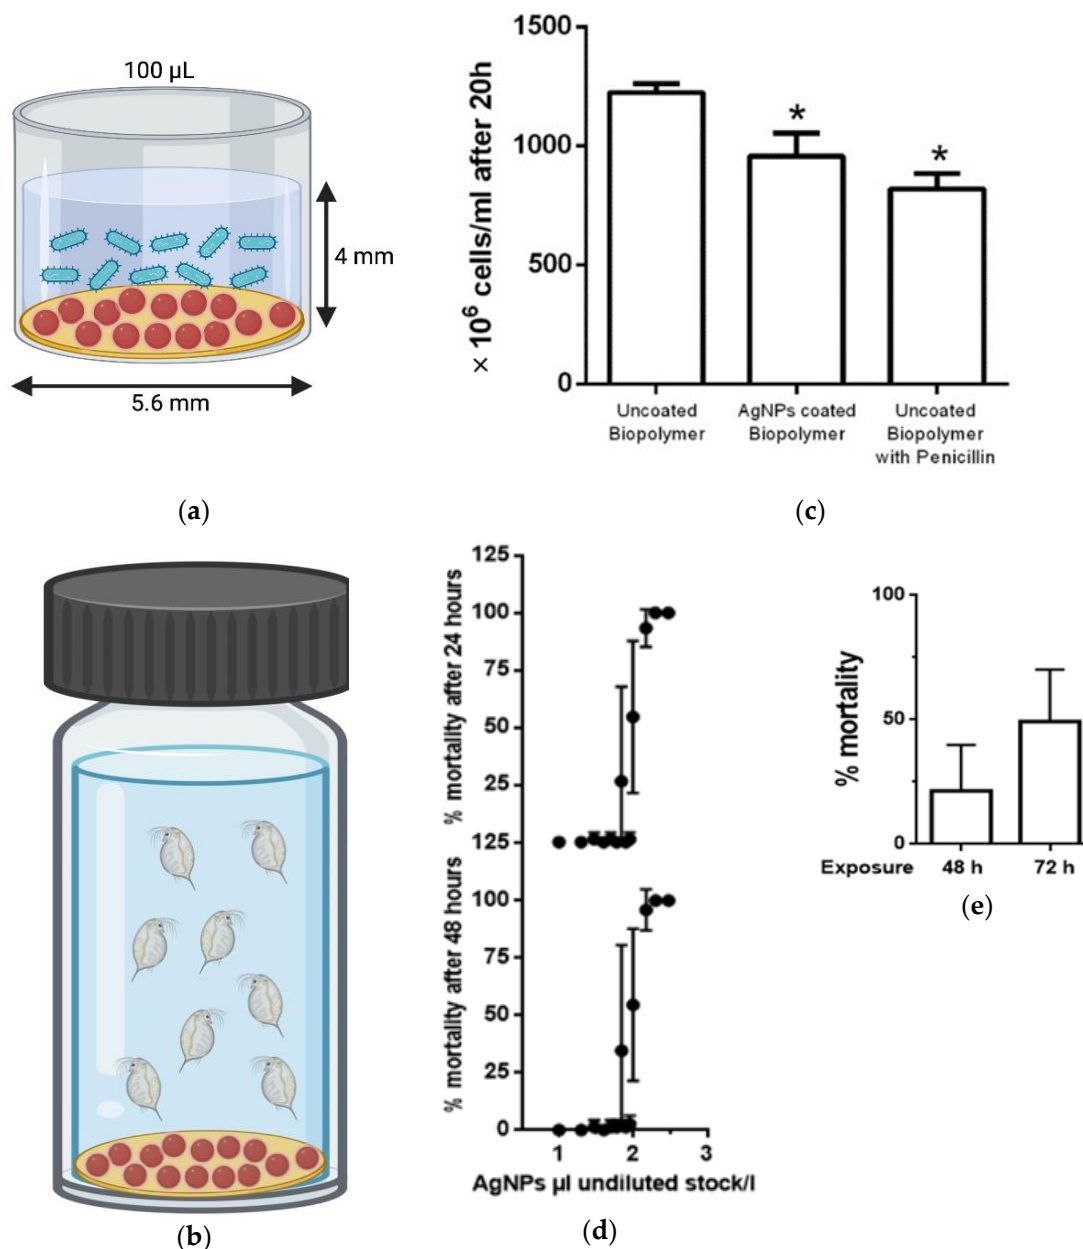 100 µL
4 mm
5.6 mm
(a)
× 10⁶ cells/ml after 20h
1500
1000
500
0
*
*
Uncoated
Biopolymer
AgNPs coated
Biopolymer
Uncoated
Biopolymer
with Penicillin
(c)
(b)
% mortality after 24 hours
125
100
75
50
25
% mortality after 48 hours
125
100
75
50
25
0
1 2 3
AgNPs µl undiluted stock/l
(d)
% mortality
100
50
0
Exposure 48 h 72 h
(e)